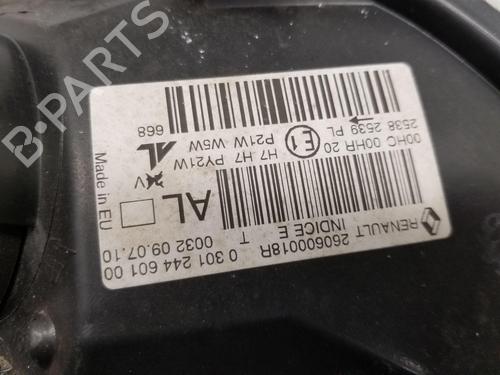 RENAULT
260600018R
INDICE E
0 301 244 601 00
T 0032 09.07.10
AL
Made in EU
00HC 00HR 20
2538 2539 PL
E1
H7 H7 PY21W
P21W W5W
AL
668
B-PARTS